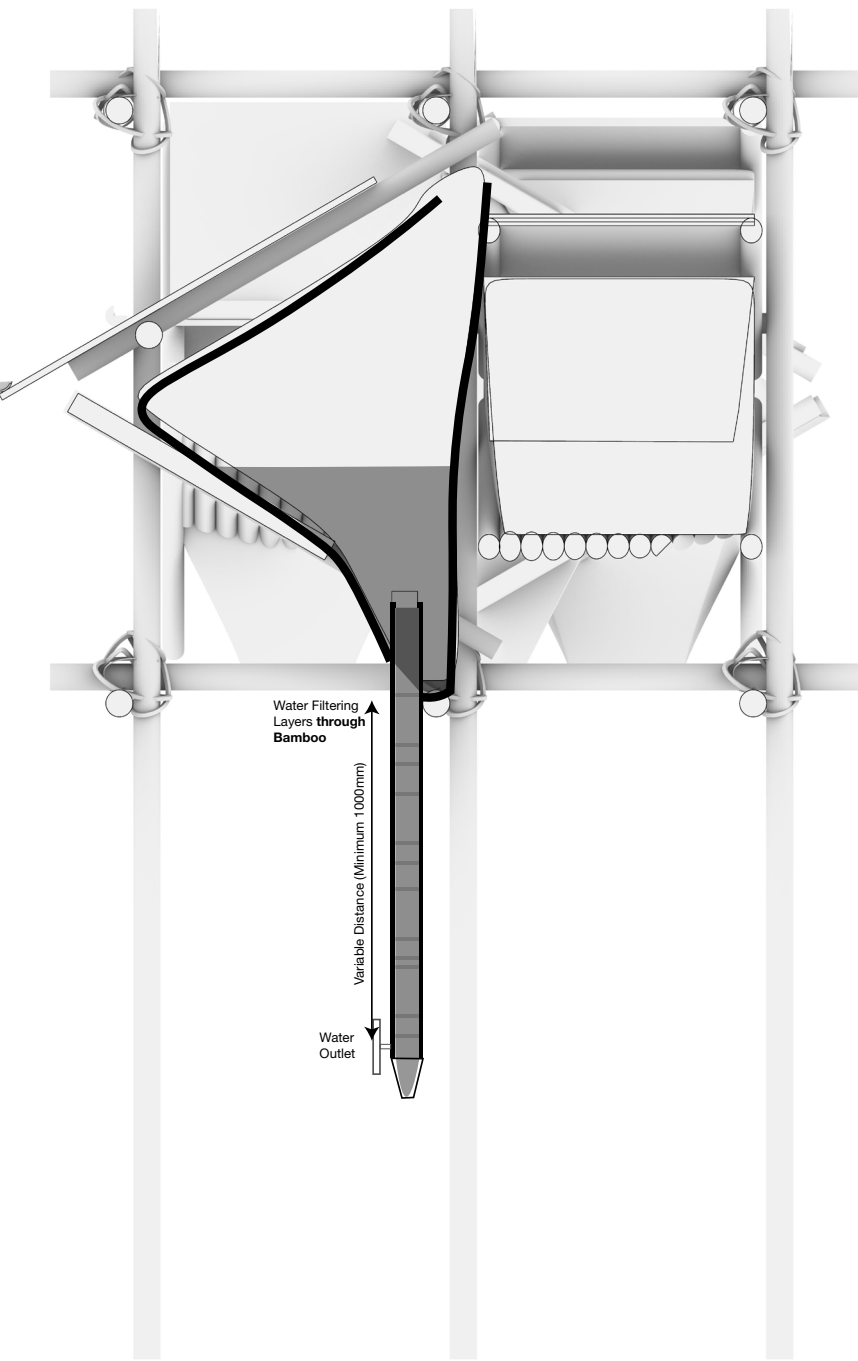 Water Filtering
Layers through
Bamboo
Variable Distance (Minimum 1000mm)
Water
Outlet